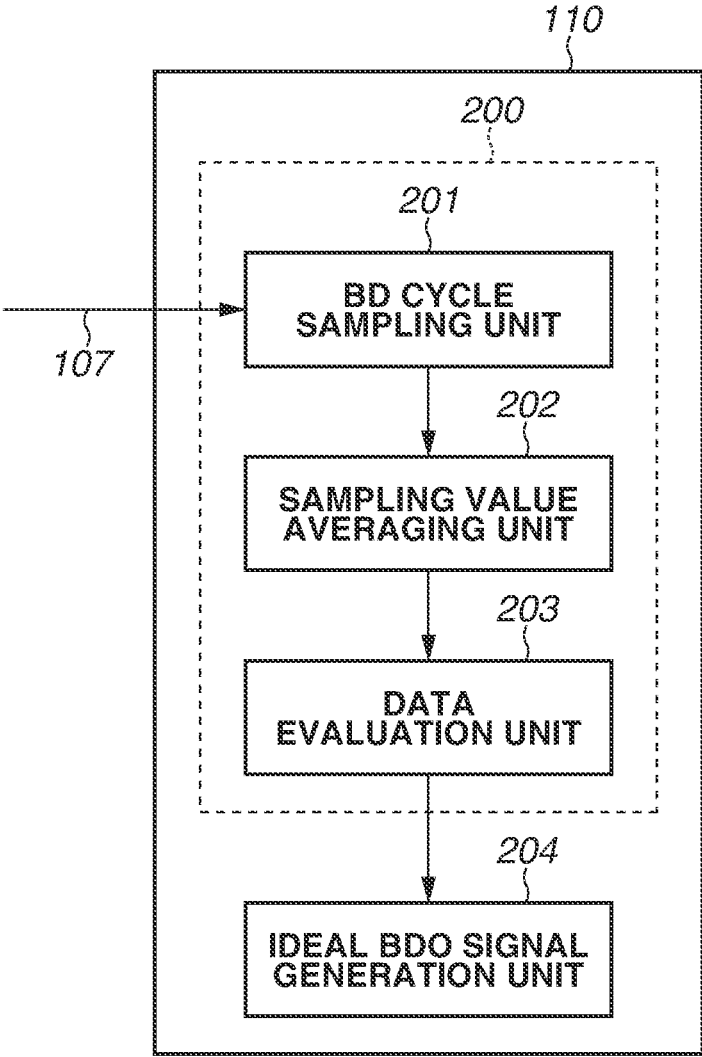 110
200
201
BD CYCLE
SAMPLING UNIT
107
202
SAMPLING VALUE
AVERAGING UNIT
203
DATA
EVALUATION UNIT
204
IDEAL BDO SIGNAL
GENERATION UNIT